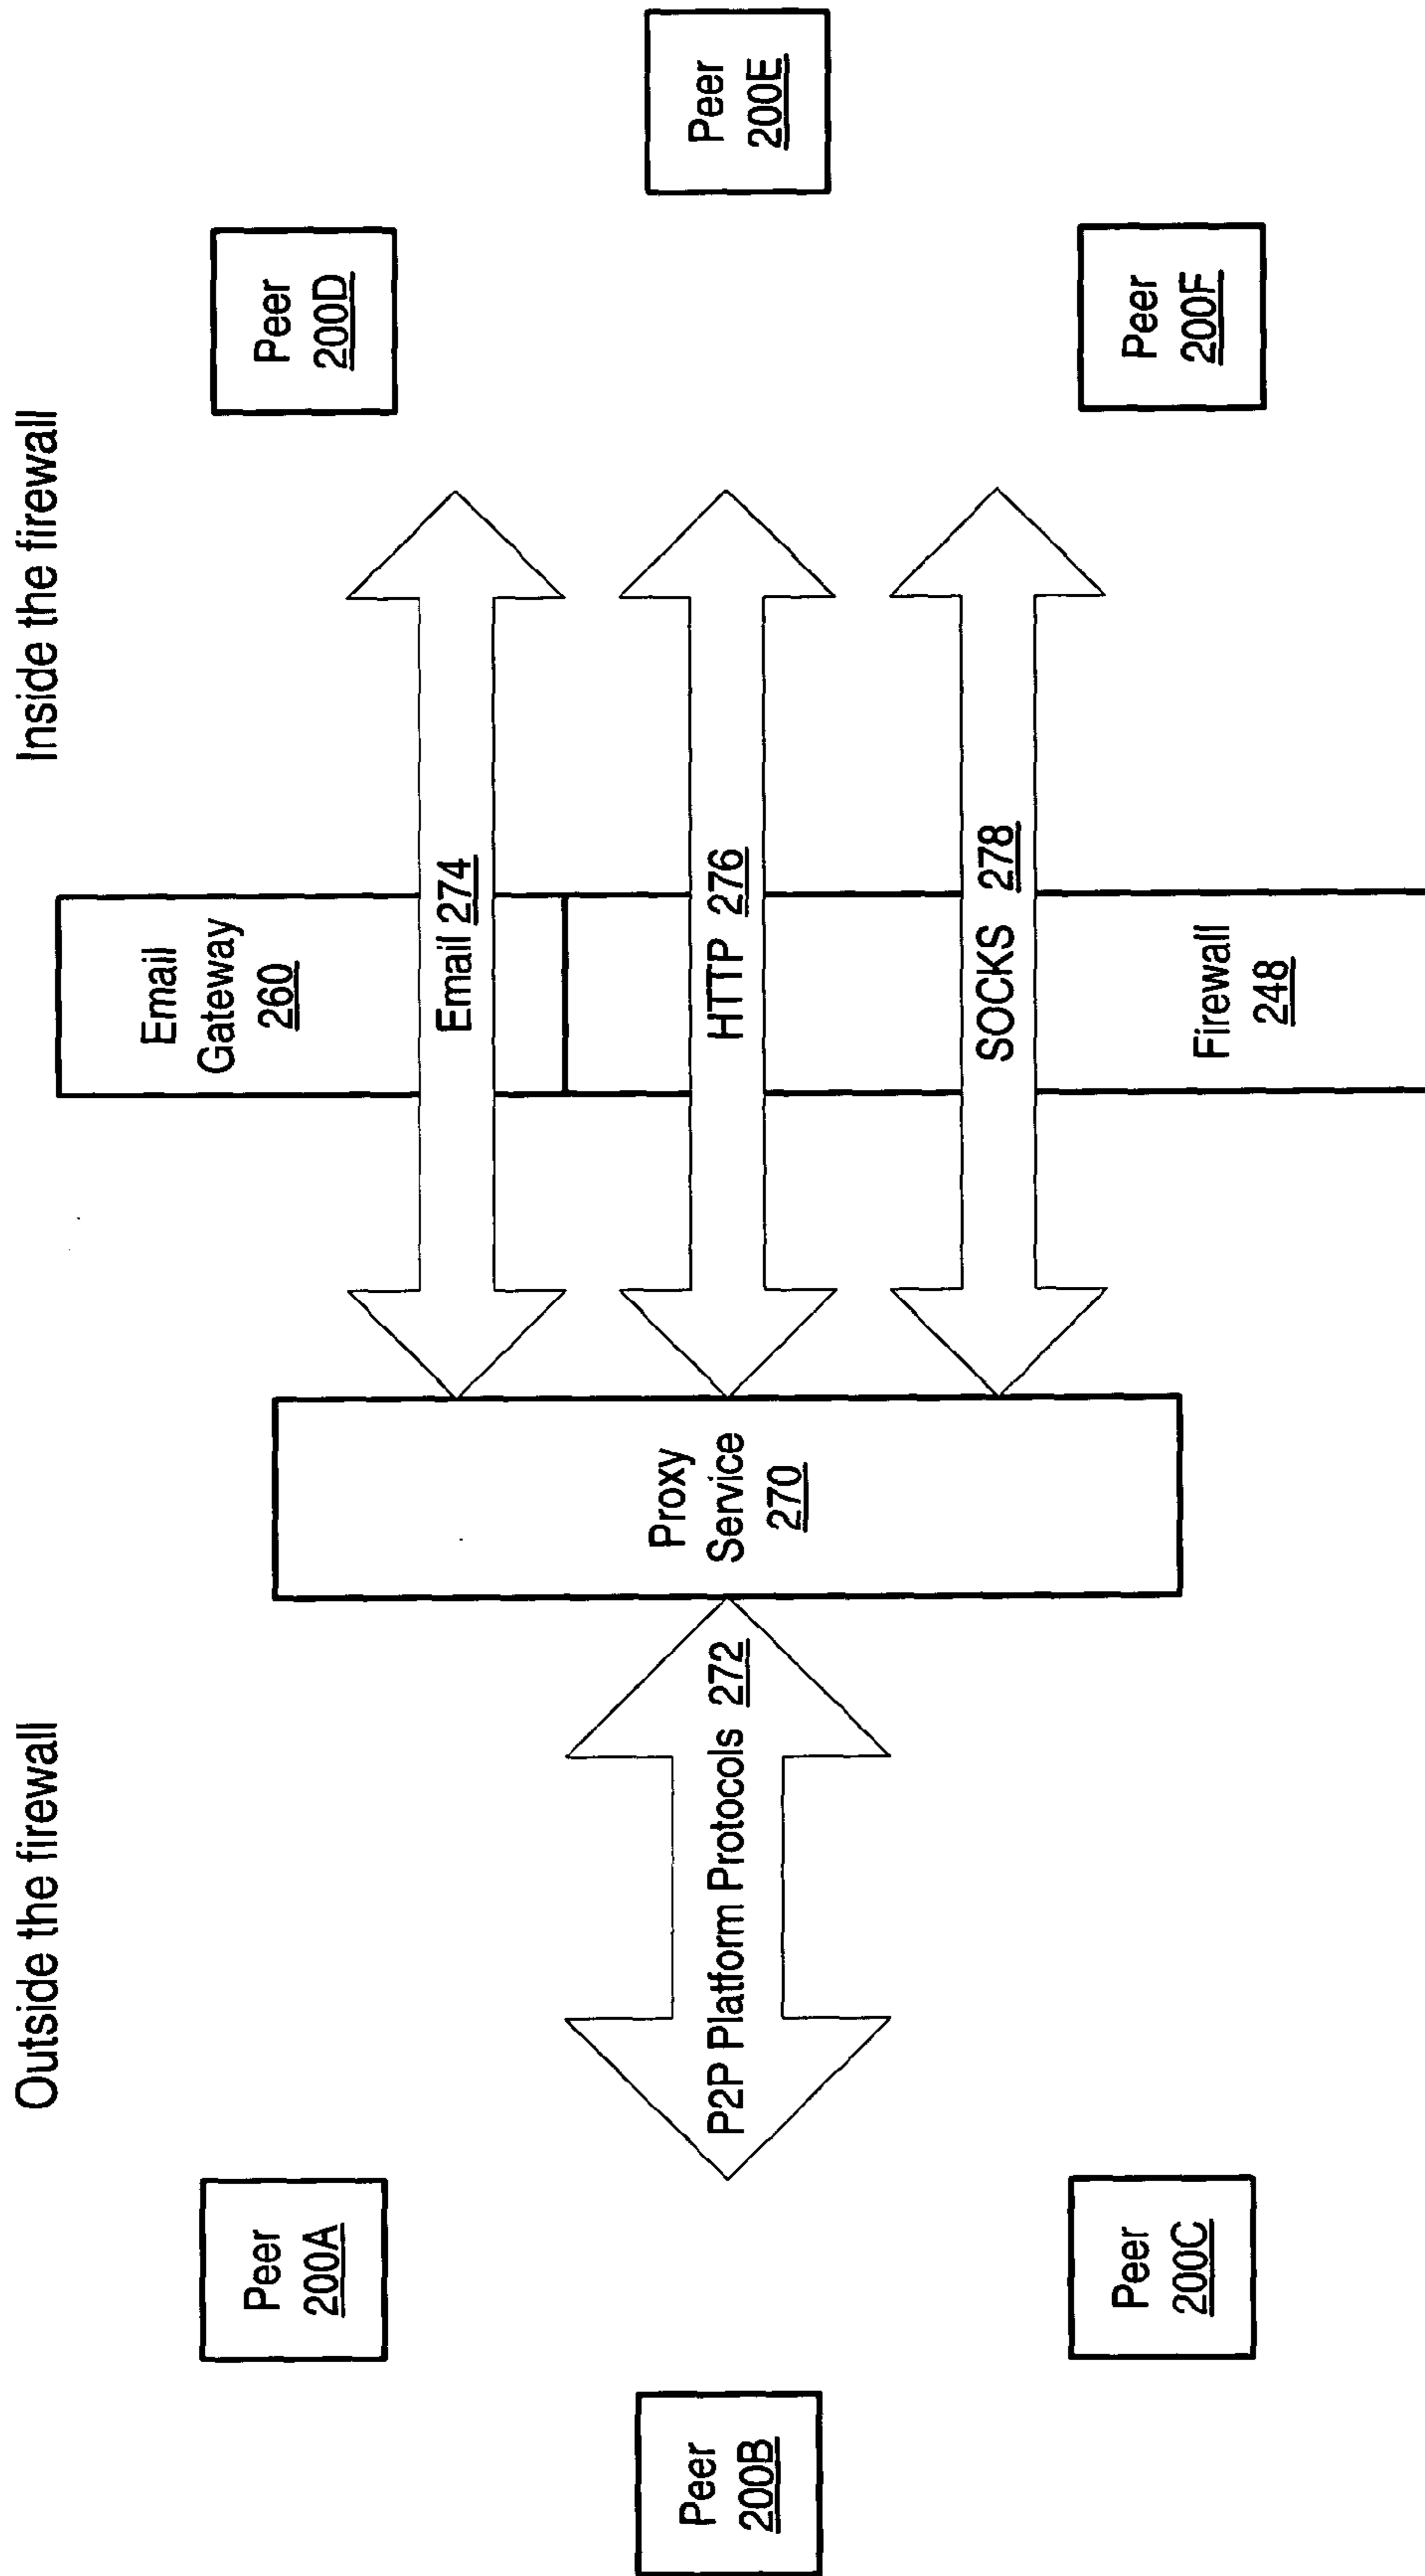 Outside the firewall
Inside the firewall
Peer
200A
Peer
200B
Peer
200C
P2P Platform Protocols 272
Proxy
Service
270
Email
Gateway
260
Email 274
HTTP 276
SOCKS 278
Firewall
248
Peer
200D
Peer
200E
Peer
200F